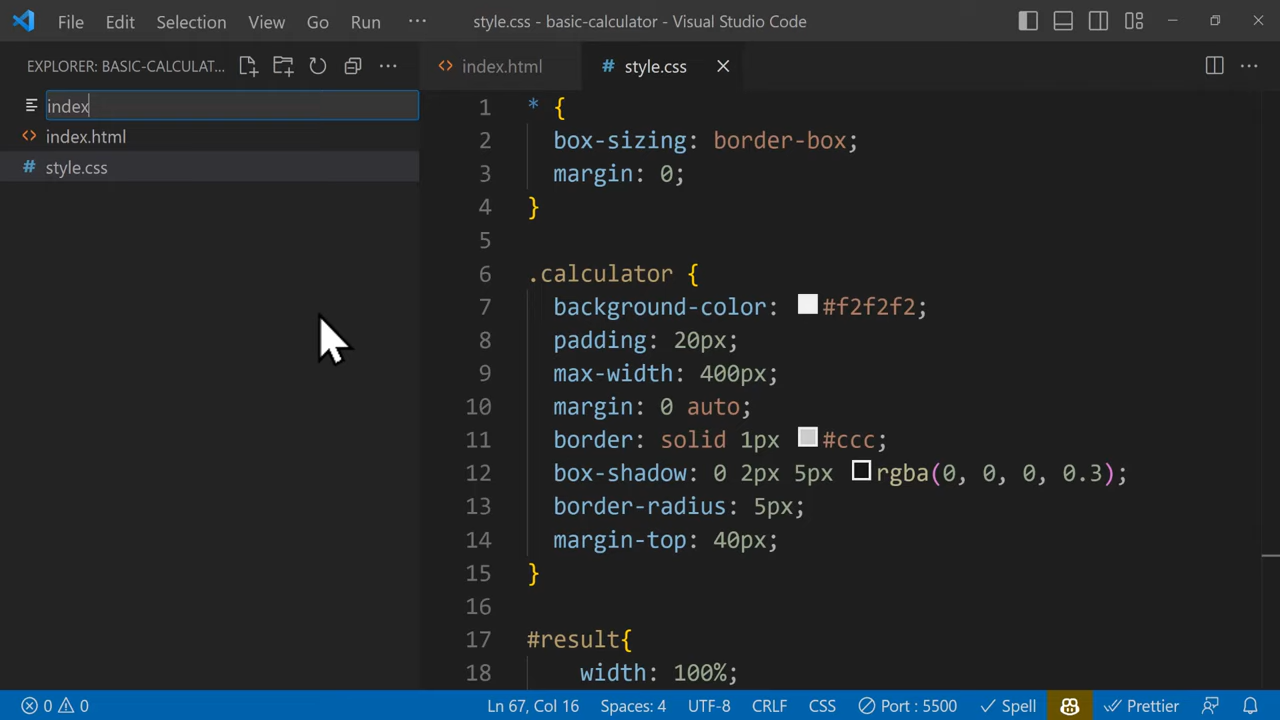 File Edit Selection View Go Run ··· style.css - basic-calculator - Visual Studio Code
EXPLORER: BASIC-CALCULAT...
index.html
# style.css
index
index.html
# style.css
1 * {
2 box-sizing: border-box;
3 margin: 0;
4 }
5
6 .calculator {
7 background-color: #f2f2f2;
8 padding: 20px;
9 max-width: 400px;
10 margin: 0 auto;
11 border: solid 1px #ccc;
12 box-shadow: 0 2px 5px rgba(0, 0, 0, 0.3);
13 border-radius: 5px;
14 margin-top: 40px;
15 }
16
17 #result{
18 width: 100%;
0 0 Ln 67, Col 16 Spaces: 4 UTF-8 CRLF CSS Port : 5500 Spell Prettier